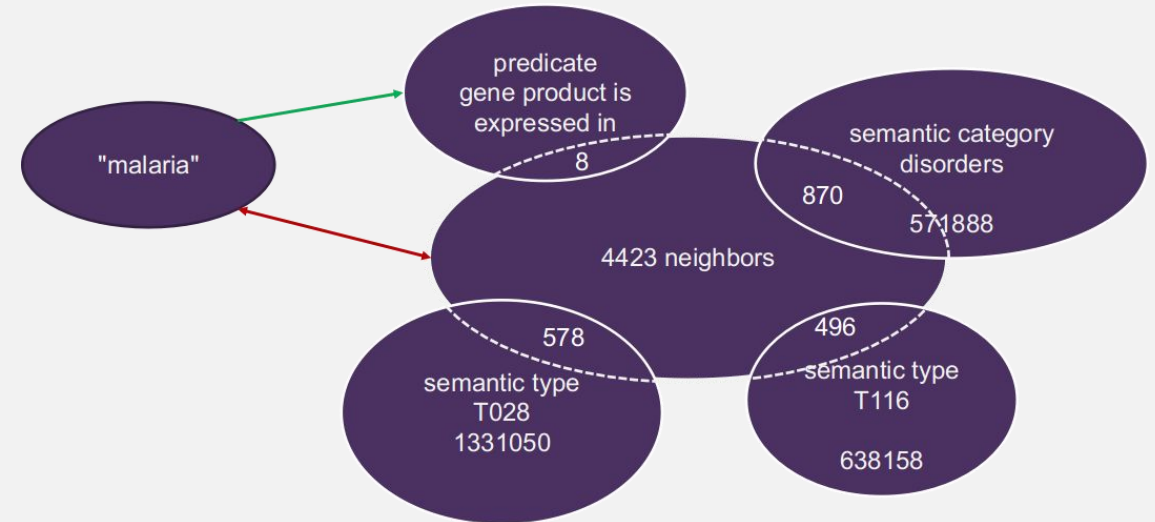 predicate
gene product is
expressed in
8
"malaria"
semantic category
disorders
870
571888
4423 neighbors
578
semantic type
T028
1331050
496
semantic type
T116
638158